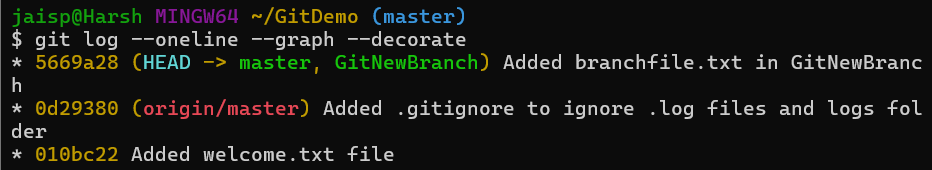 jaisp@Harsh MINGW64 ~/GitDemo (master)
$ git log --oneline --graph --decorate
* 5669a28 (HEAD -> master, GitNewBranch) Added branchfile.txt in GitNewBranc
h
* 0d29380 (origin/master) Added .gitignore to ignore .log files and logs fol
der
* 010bc22 Added welcome.txt file